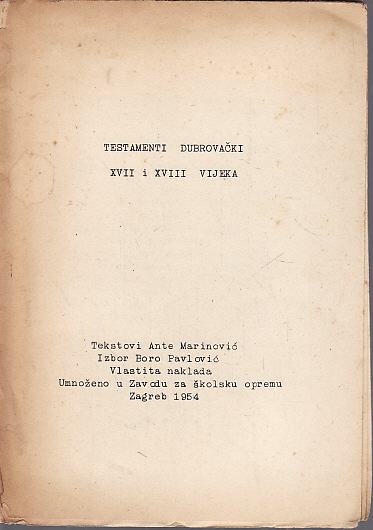 TESTAMENTI DUBROVAČKI
XVII i XVIII VIJEKA
Tekstovi Ante Marinović
Izbor Boro Pavlović
Vlastita naklada
Umnoženo u Zavodu za školsku opremu
Zagreb 1954